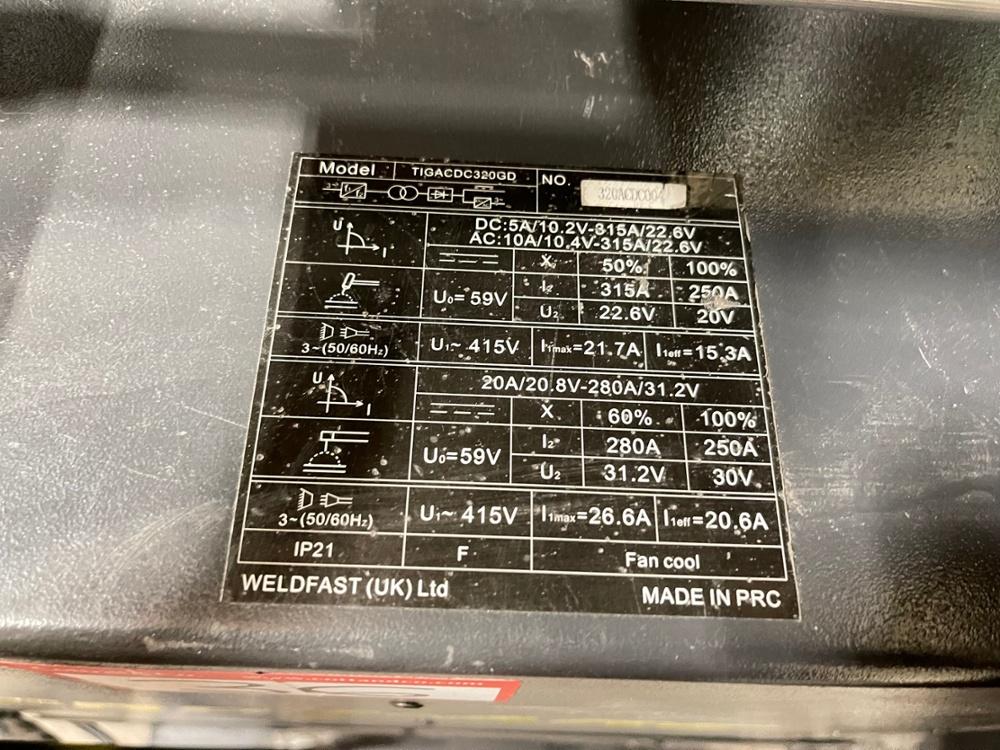 Model TIGACDC320GD NO. 320ACDC004
DC:5A/10.2V-315A/22.6V
AC:10A/10.4V-315A/22.6V
X 50% 100%
U₀=59V I₂ 315A 250A
U₂ 22.6V 20V
3~(50/60Hz) U₁~ 415V I₁max=21.7A I₁eff=15.3A
20A/20.8V-280A/31.2V
X 60% 100%
U₀=59V I₂ 280A 250A
U₂ 31.2V 30V
3~(50/60Hz) U₁~ 415V I₁max=26.6A I₁eff=20.6A
IP21 F Fan cool
WELDFAST (UK) Ltd MADE IN PRC